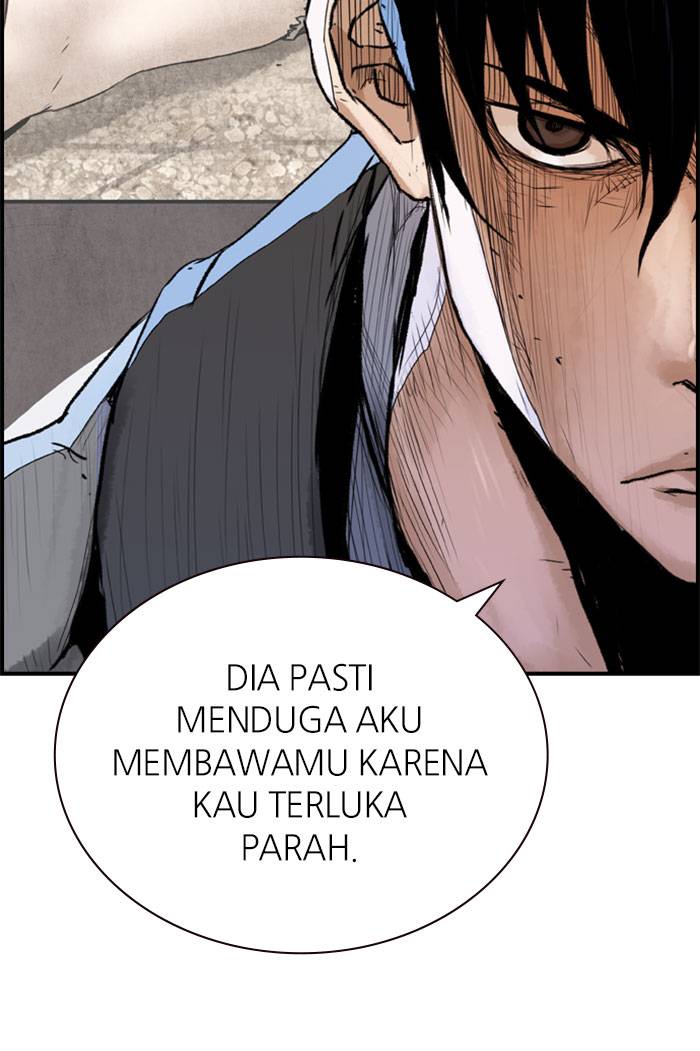 DIA PASTI
MENDUGA AKU
MEMBAWAMU KARENA
KAU TERLUKA
PARAH.